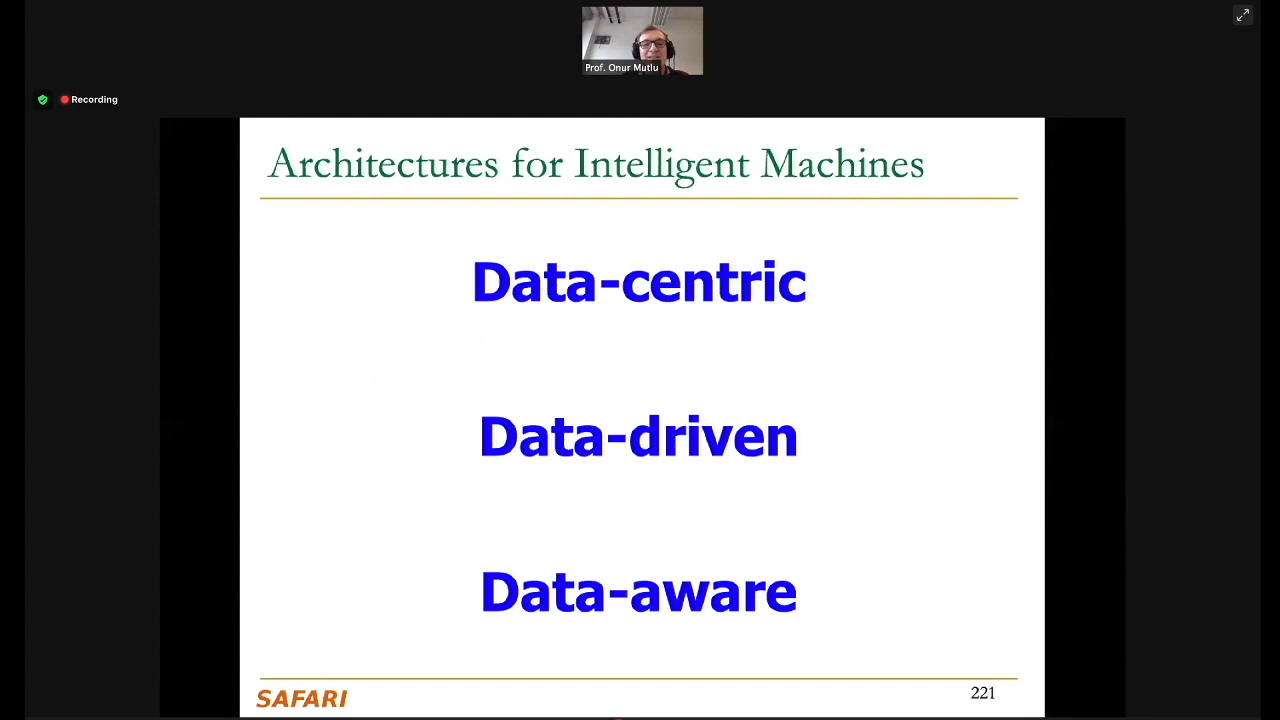 Prof. Onur Mutlu
Recording
Architectures for Intelligent Machines
Data-centric
Data-driven
Data-aware
SAFARI
221